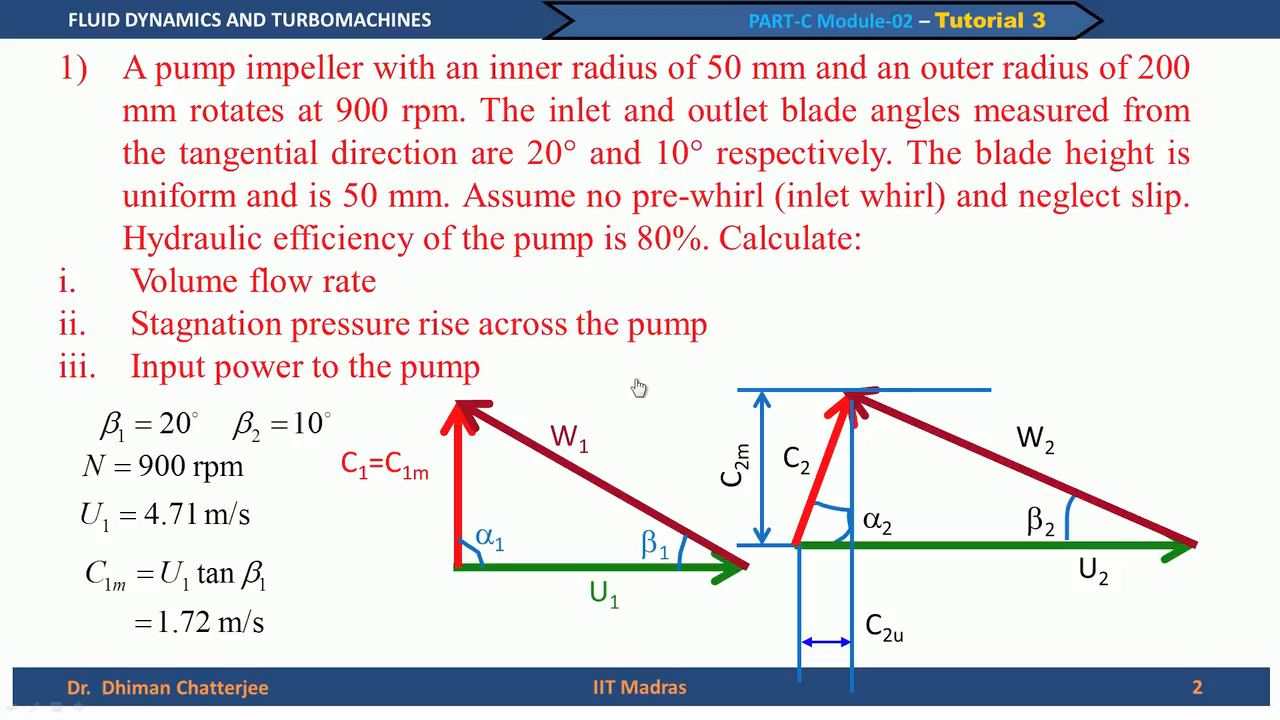 FLUID DYNAMICS AND TURBOMACHINES
PART-C Module-02 – Tutorial 3
1) A pump impeller with an inner radius of 50 mm and an outer radius of 200
mm rotates at 900 rpm. The inlet and outlet blade angles measured from
the tangential direction are 20° and 10° respectively. The blade height is
uniform and is 50 mm. Assume no pre-whirl (inlet whirl) and neglect slip.
Hydraulic efficiency of the pump is 80%. Calculate:
i. Volume flow rate
ii. Stagnation pressure rise across the pump
iii. Input power to the pump
β₁ = 20° β₂ = 10°
N = 900 rpm
U₁ = 4.71 m/s
C₁ₘ = U₁ tan β₁
= 1.72 m/s
C₁=C₁ₘ
W₁
α₁
β₁
U₁
C₂ₘ
C₂
W₂
α₂
β₂
U₂
C₂ᵤ
Dr. Dhiman Chatterjee
IIT Madras
2